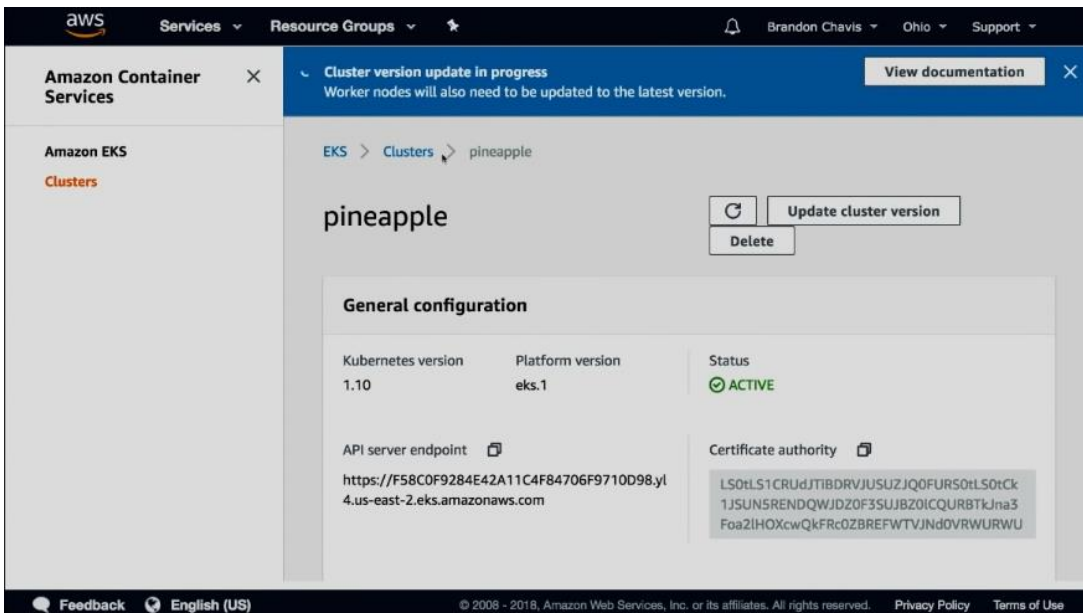 aws
Services
Resource Groups
Brandon Chavis
Ohio
Support
Amazon Container
Services
Amazon EKS
Clusters
Cluster version update in progress
Worker nodes will also need to be updated to the latest version.
View documentation
EKS > Clusters > pineapple
pineapple
Update cluster version
Delete
General configuration
Kubernetes version
1.10
Platform version
eks.1
Status
ACTIVE
API server endpoint
https://F58C0F9284E42A11C4F84706F9710D98.yl
4.us-east-2.eks.amazonaws.com
Certificate authority
Feedback
English (US)
© 2008 - 2018, Amazon Web Services, Inc. or its affiliates. All rights reserved.
Privacy Policy
Terms of Use